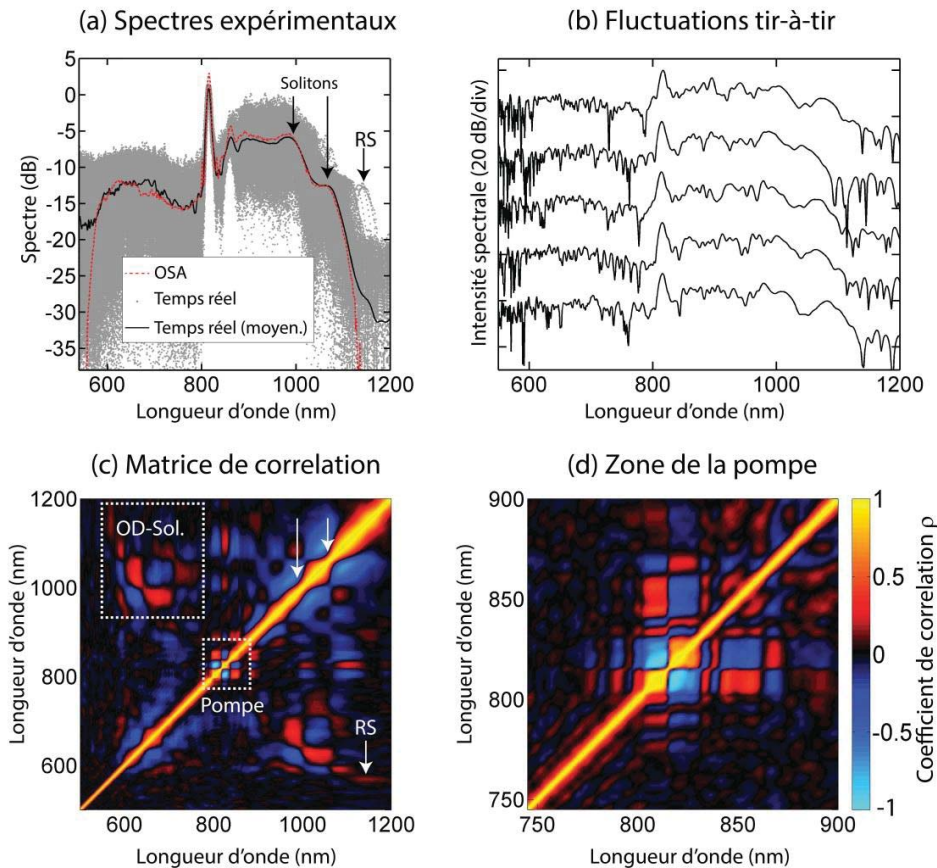 (a) Spectres expérimentaux
5
0
-5
-10
-15
-20
-25
-30
-35
Spectre (dB)
Solitons
RS
OSA
Temps réel
Temps réel (moyen.)
540 600 800 1000 1200
Longueur d'onde (nm)
(b) Fluctuations tir-à-tir
Intensité spectrale (20 dB/div)
600 800 1000 1200
Longueur d'onde (nm)
(c) Matrice de correlation
1200
1000
800
600
Longueur d'onde (nm)
OD-Sol.
Pompe
RS
600 800 1000 1200
Longueur d'onde (nm)
(d) Zone de la pompe
900
850
800
750
Longueur d'onde (nm)
750 800 850 900
Longueur d'onde (nm)
1
0.5
0
-0.5
-1
Coefficient de correlation ρ